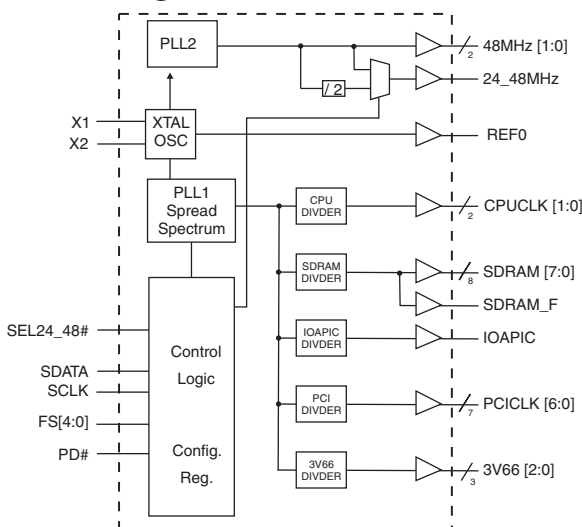 PLL2
48MHz [1:0]
2
/ 2
24_48MHz
X1
X2
XTAL
OSC
REF0
PLL1
Spread
Spectrum
CPU
DIVDER
CPUCLK [1:0]
2
SDRAM
DIVDER
SDRAM [7:0]
8
SDRAM_F
SEL24_48#
IOAPIC
DIVDER
IOAPIC
Control
Logic
SDATA
SCLK
PCI
DIVDER
PCICLK [6:0]
7
FS[4:0]
PD#
Config.
Reg.
3V66
DIVDER
3V66 [2:0]
3